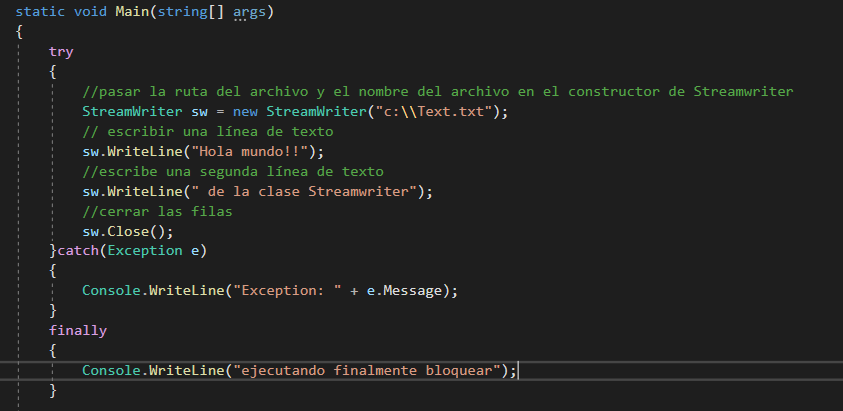 static void Main(string[] args)
{
try
{
//pasar la ruta del archivo y el nombre del archivo en el constructor de Streamwriter
StreamWriter sw = new StreamWriter("c:\\Text.txt");
// escribir una línea de texto
sw.WriteLine("Hola mundo!!");
//escribe una segunda línea de texto
sw.WriteLine(" de la clase Streamwriter");
//cerrar las filas
sw.Close();
}catch(Exception e)
{
Console.WriteLine("Exception: " + e.Message);
}
finally
{
Console.WriteLine("ejecutando finalmente bloquear");
}